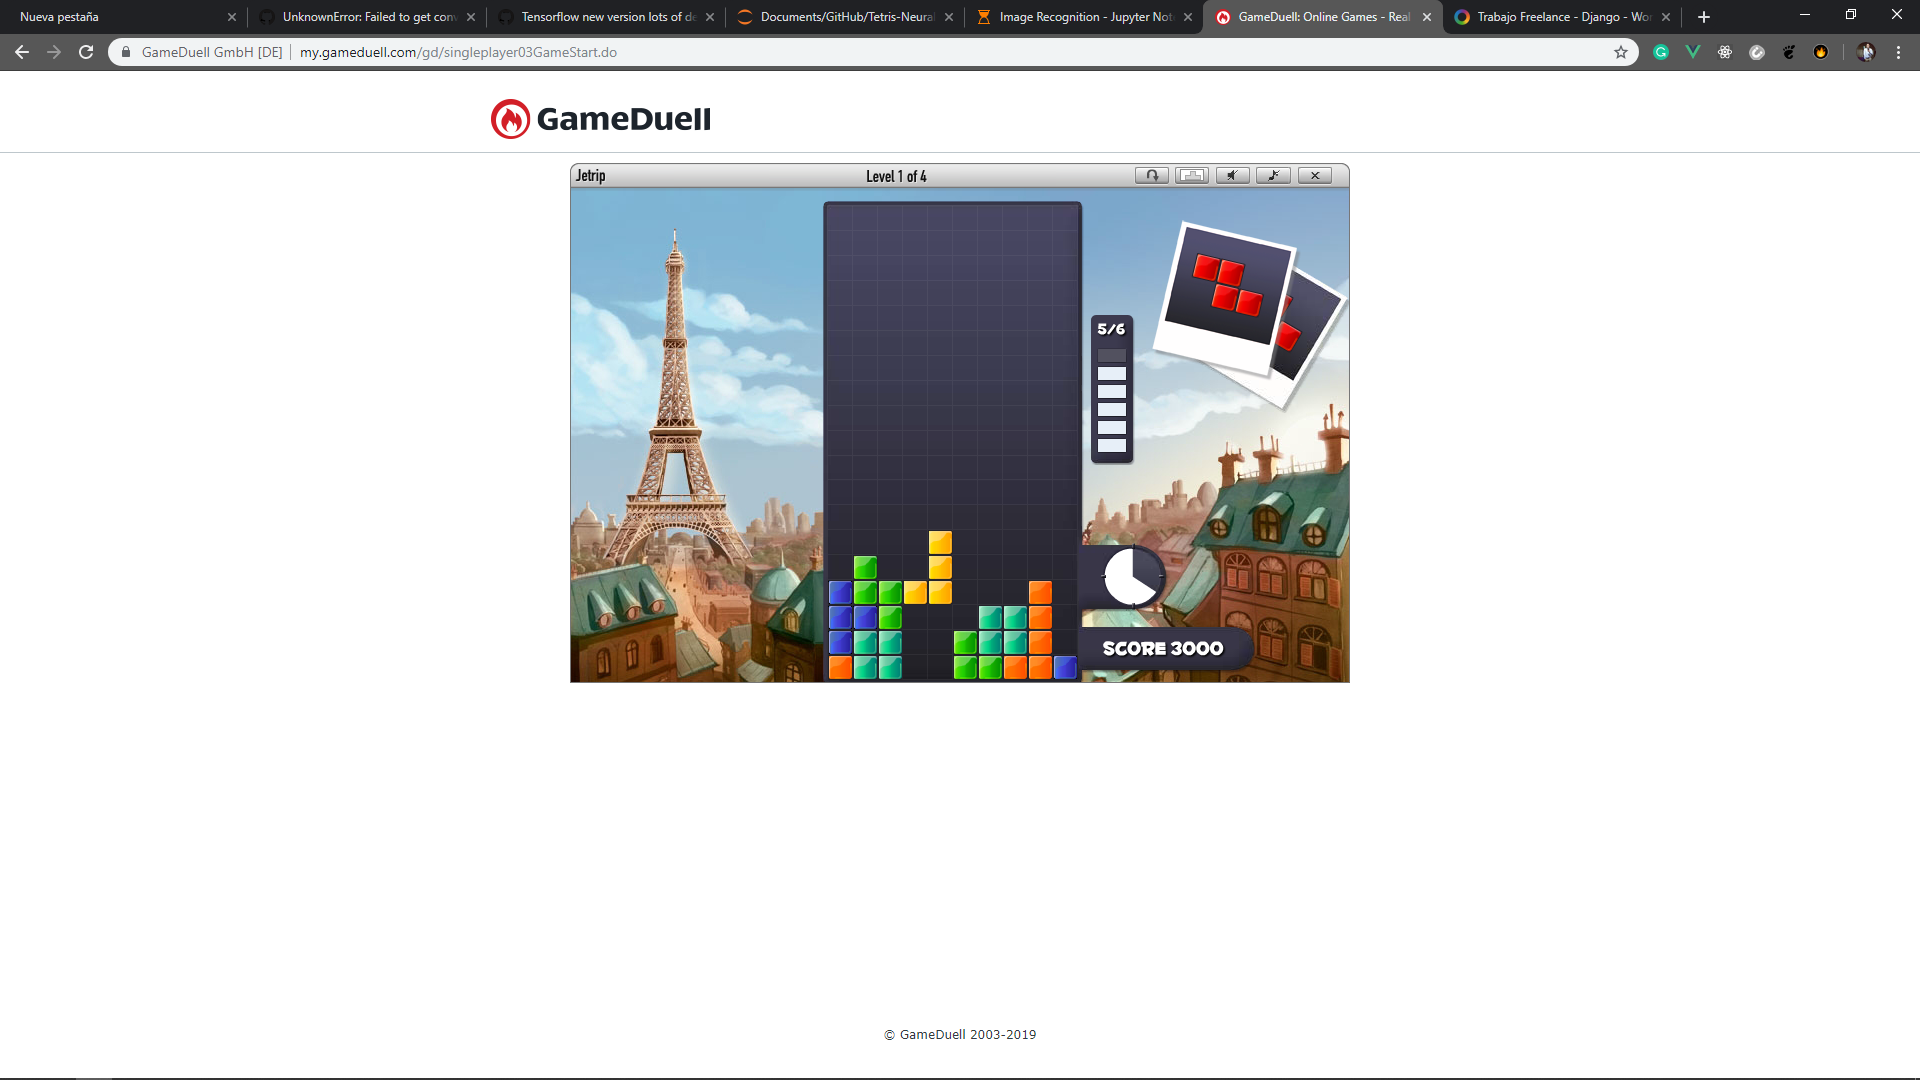 Nueva pestaña
UnknownError: Failed to get con
Tensorflow new version lots of de
Documents/GitHub/Tetris-Neura
Image Recognition - Jupyter Not
GameDuell: Online Games - Real
Trabajo Freelance - Django - Wor
GameDuell GmbH [DE] my.gameduell.com/gd/singleplayer03GameStart.do
GameDuell
Jetrip
Level 1 of 4
5/6
SCORE 3000
© GameDuell 2003-2019